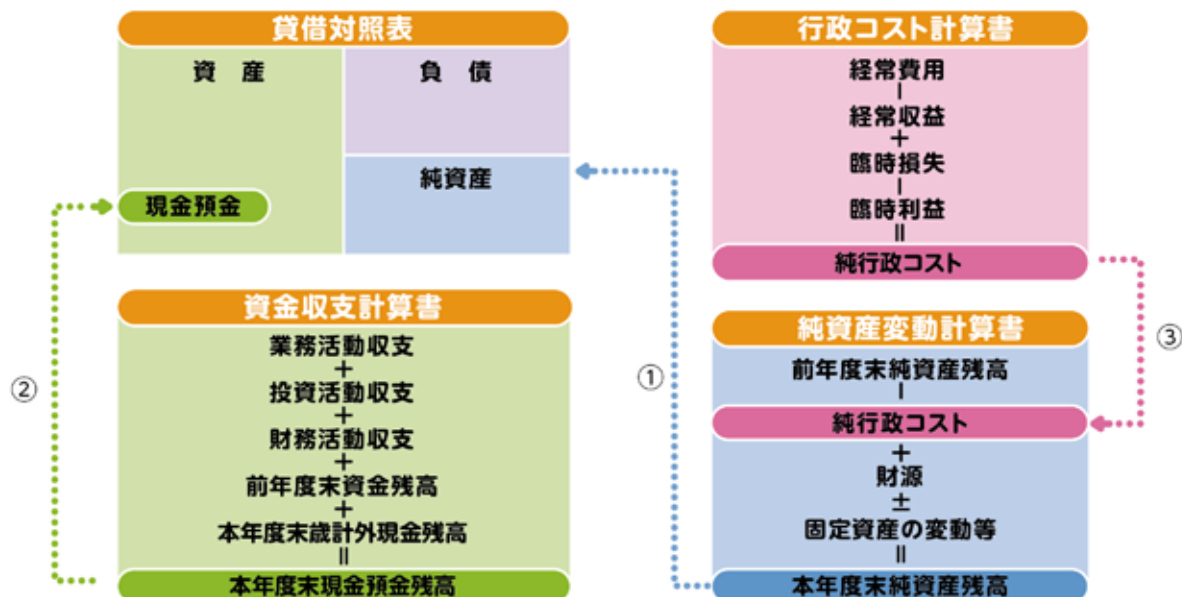 貸借対照表
資 産
負 債
純資産
現金預金
資金収支計算書
業務活動収支
+
投資活動収支
+
財務活動収支
+
前年度末資金残高
+
本年度末歳計外現金残高
=
本年度末現金預金残高
②
①
行政コスト計算書
経常費用
-
経常収益
+
臨時損失
-
臨時利益
=
純行政コスト
純資産変動計算書
前年度末純資産残高
-
純行政コスト
+
財源
±
固定資産の変動等
=
本年度末純資産残高
③